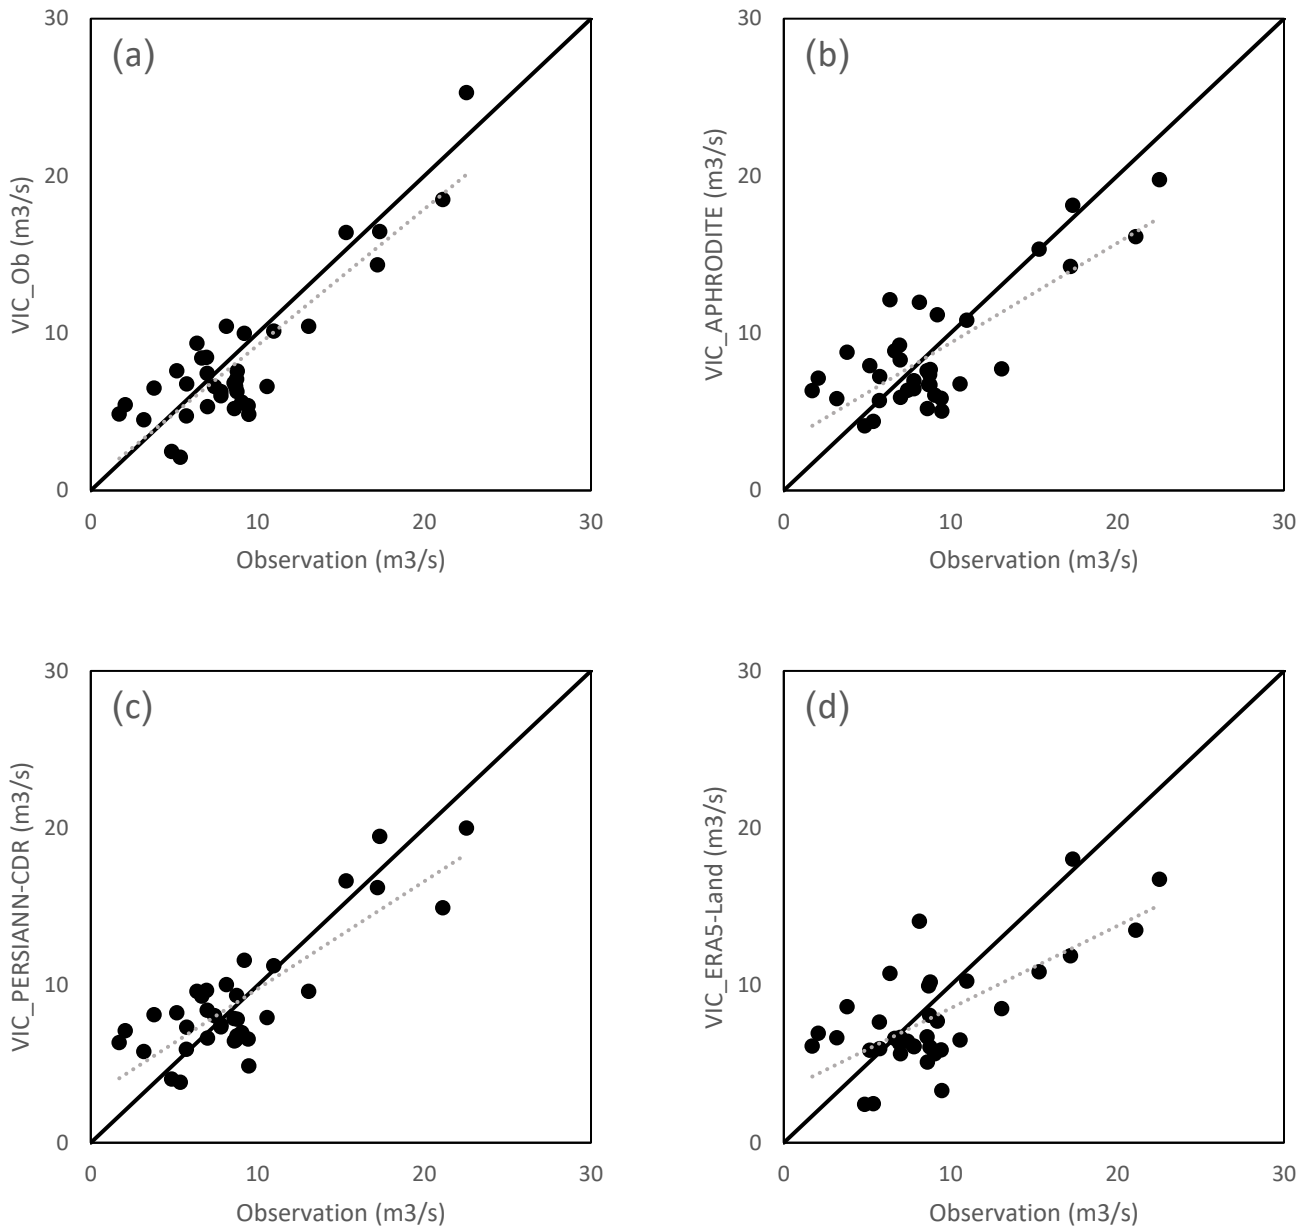 (a)
30
20
10
0
VIC_Ob (m3/s)
0 10 20 30
Observation (m3/s)
(b)
30
20
10
0
VIC_APHRODITE (m3/s)
0 10 20 30
Observation (m3/s)
(c)
30
20
10
0
VIC_PERSIANN-CDR (m3/s)
0 10 20 30
Observation (m3/s)
(d)
30
20
10
0
VIC_ERA5-Land (m3/s)
0 10 20 30
Observation (m3/s)